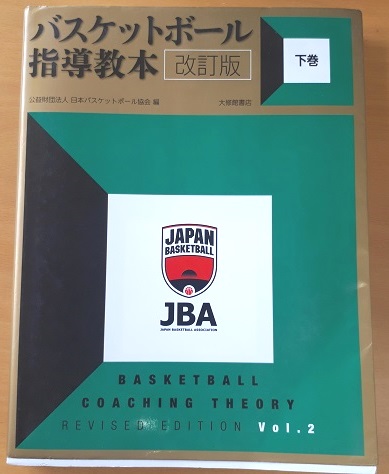 バスケットボール
指導教本 改訂版
下巻
公益財団法人 日本バスケットボール協会 編 大修館書店
JAPAN
BASKETBALL
JBA
JAPAN BASKETBALL ASSOCIATION
BASKETBALL
COACHING THEORY
REVISED EDITION Vol.2